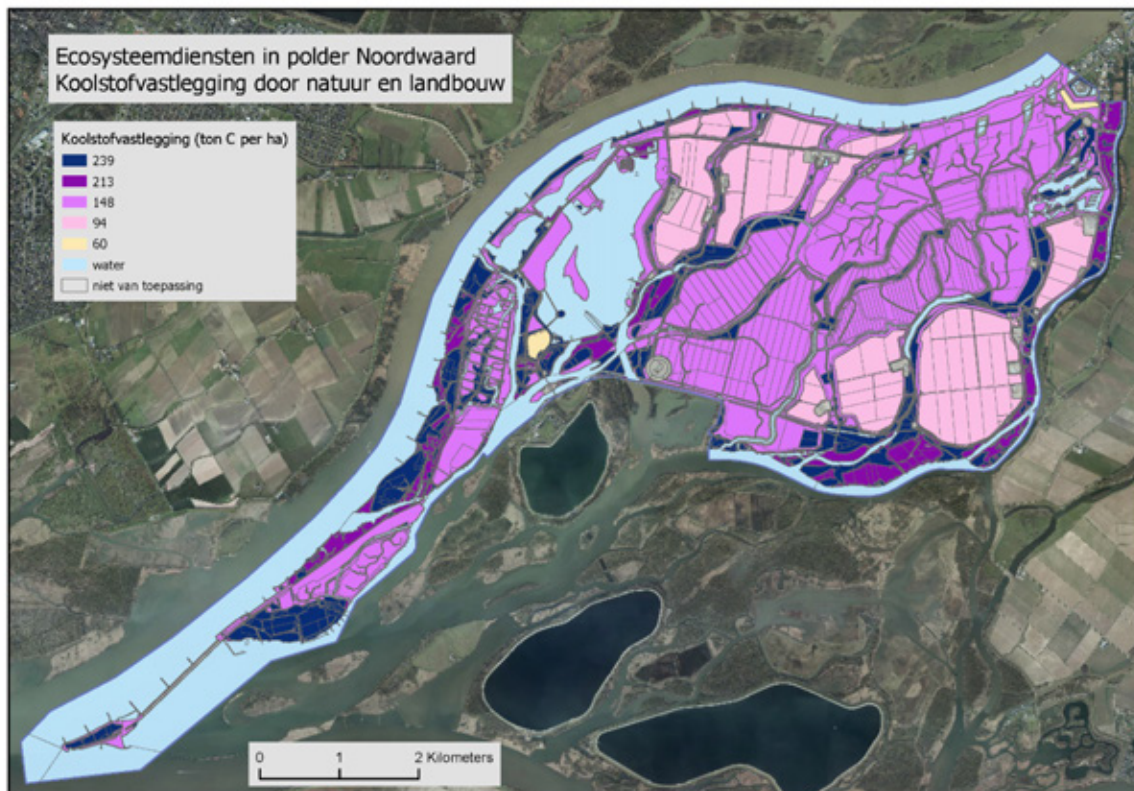 Ecosysteemdiensten in polder Noordwaard
Koolstofvastlegging door natuur en landbouw
Koolstofvastlegging (ton C per ha)
239
213
148
94
60
water
niet van toepassing
0 1 2 Kilometers